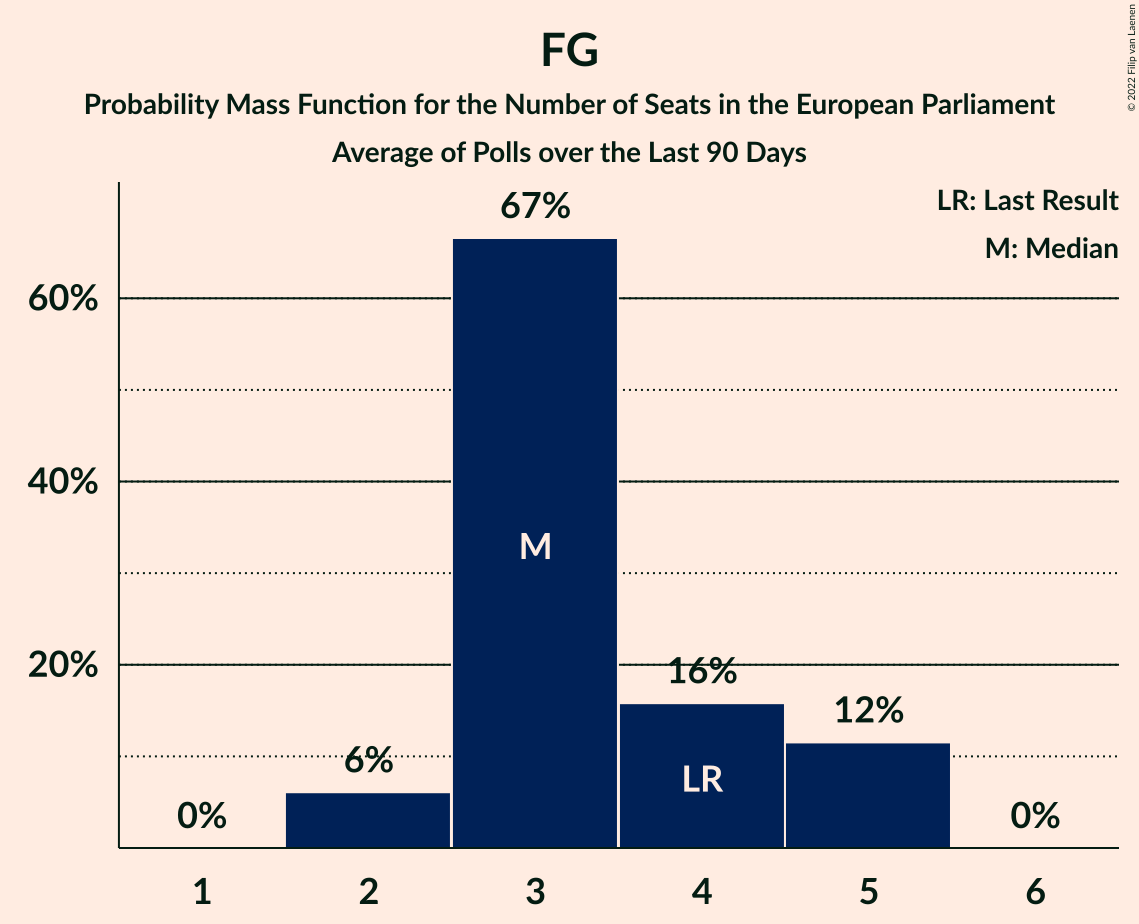 FG
Probability Mass Function for the Number of Seats in the European Parliament
Average of Polls over the Last 90 Days
© 2022 Filip van Laenen
LR: Last Result
M: Median
60%
40%
20%
0%
6%
67%
16%
12%
0%
M
LR
1 2 3 4 5 6